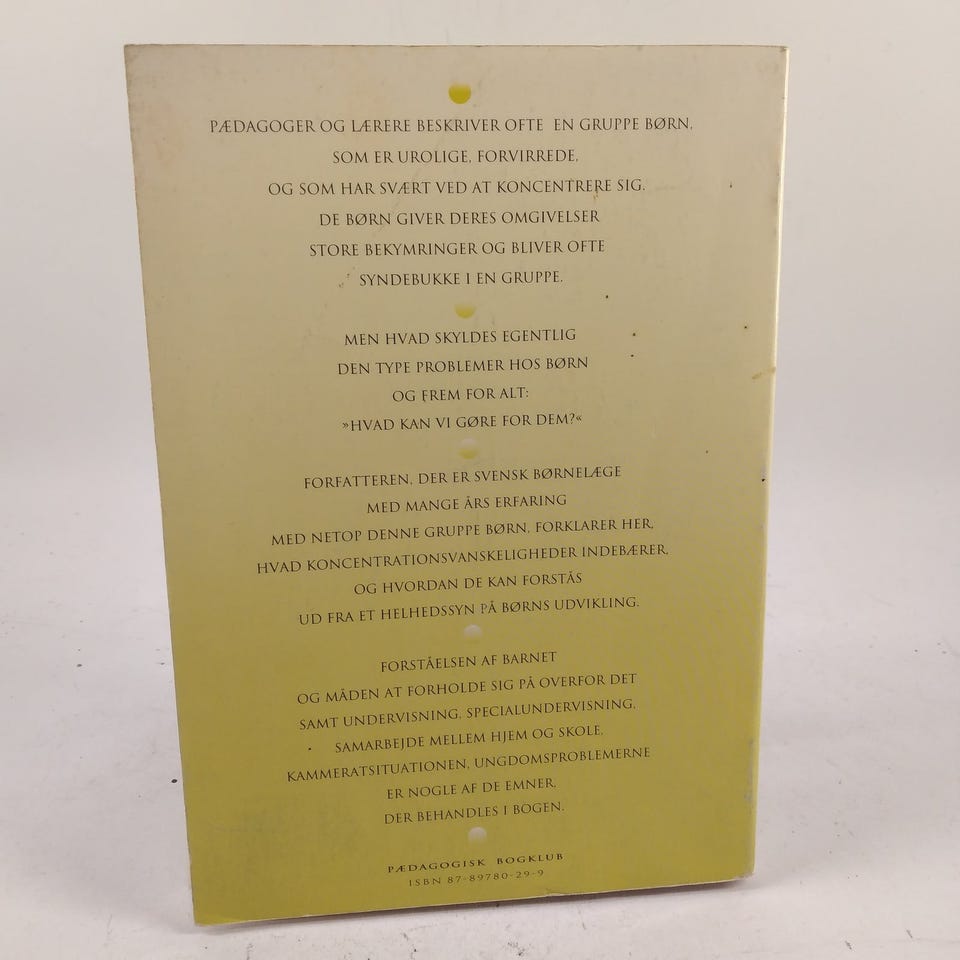 PÆDAGOGER OG LÆRERE BESKRIVER OFTE EN GRUPPE BØRN,
SOM ER UROLIGE, FORVIRREDE,
OG SOM HAR SVÆRT VED AT KONCENTRERE SIG.
DE BØRN GIVER DERES OMGIVELSER
STORE BEKYMRINGER OG BLIVER OFTE
SYNDEBUKKE I EN GRUPPE.
MEN HVAD SKYLDES EGENTLIG
DEN TYPE PROBLEMER HOS BØRN
OG FREM FOR ALT:
»HVAD KAN VI GØRE FOR DEM?«
FORFATTEREN, DER ER SVENSK BØRNELÆGE
MED MANGE ÅRS ERFARING
MED NETOP DENNE GRUPPE BØRN, FORKLARER HER,
HVAD KONCENTRATIONSVANSKELIGHEDER INDEBÆRER,
OG HVORDAN DE KAN FORSTÅS
UD FRA ET HELHEDSSYN PÅ BØRNS UDVIKLING.
FORSTÅELSEN AF BARNET
OG MÅDEN AT FORHOLDE SIG PÅ OVERFOR DET
SAMT UNDERVISNING, SPECIALUNDERVISNING,
SAMARBEJDE MELLEM HJEM OG SKOLE,
KAMMERATSITUATIONEN, UNGDOMSPROBLEMERNE
ER NOGLE AF DE EMNER,
DER BEHANDLES I BOGEN.
PÆDAGOGISK BOGKLUB
ISBN 87-89780-29-9